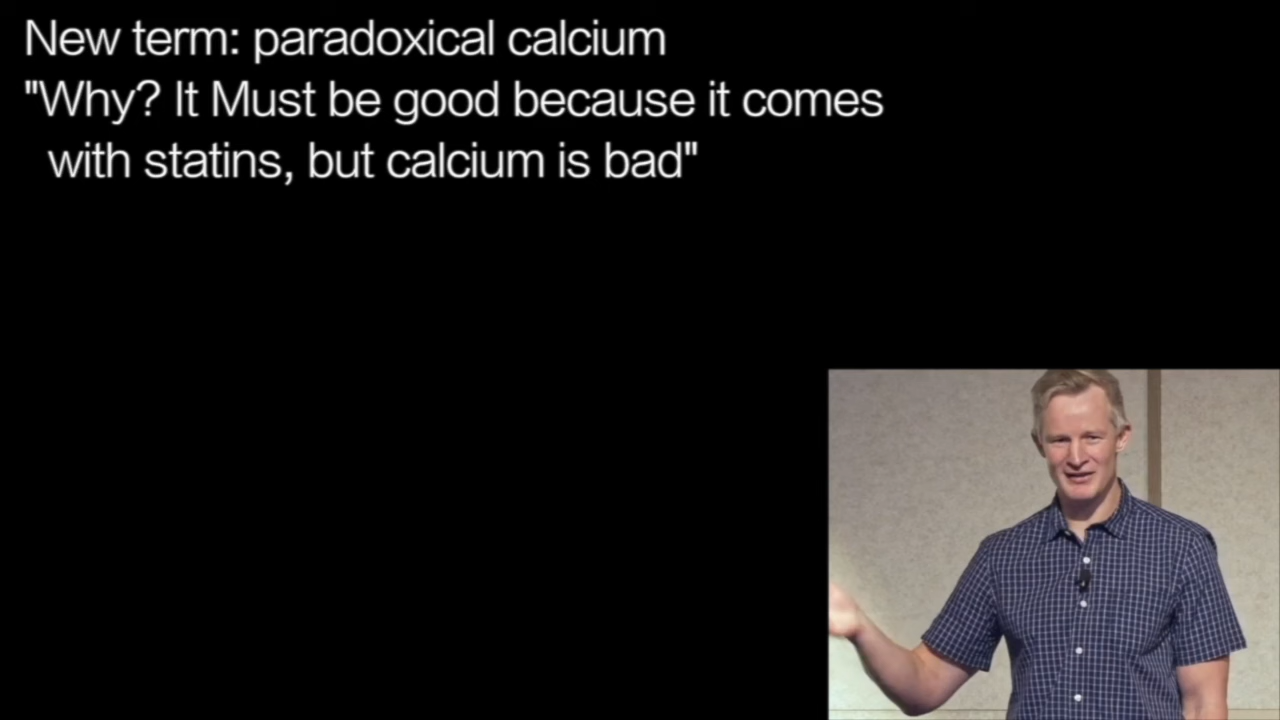 New term: paradoxical calcium
"Why? It Must be good because it comes
with statins, but calcium is bad"